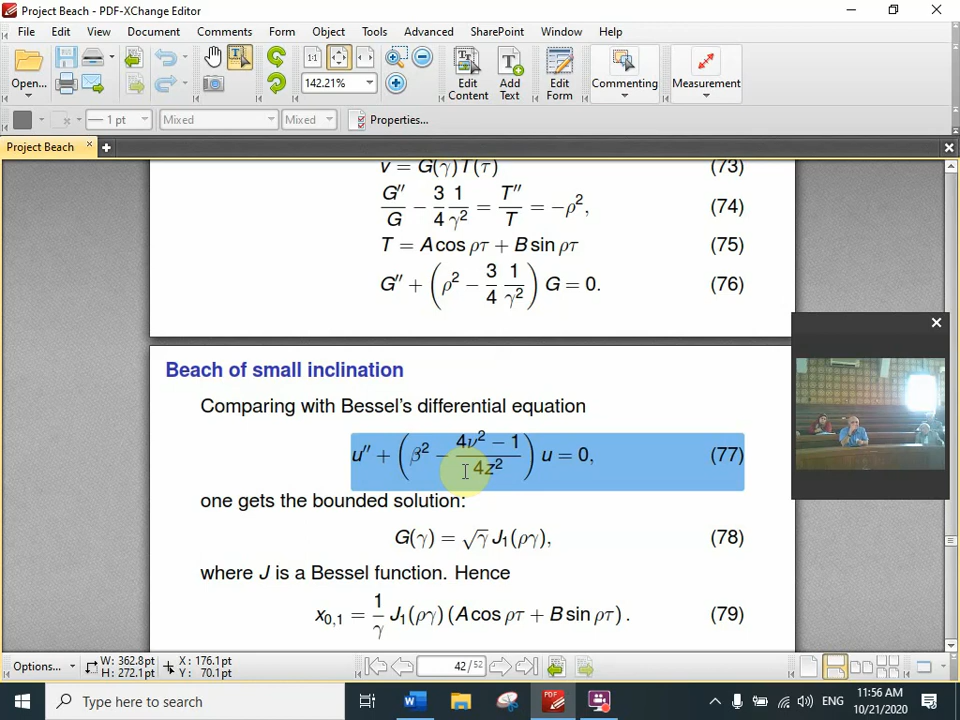 Project Beach - PDF-XChange Editor
File Edit View Document Comments Form Object Tools Advanced SharePoint Window Help
Open... 1:1 142.21% Edit Content Add Text Edit Form Commenting Measurement
1 pt Mixed Mixed Properties...
Project Beach
v = G(γ)T(τ) (73)
G″/G − 3/4 1/γ² = T″/T = −ρ², (74)
T = A cos ρτ + B sin ρτ (75)
G″ + (ρ² − 3/4 1/γ²) G = 0. (76)
Beach of small inclination
Comparing with Bessel's differential equation
u″ + (β² − (4ν² − 1)/4z²) u = 0, (77)
one gets the bounded solution:
G(γ) = √γ J₁(ργ), (78)
where J is a Bessel function. Hence
x₀,₁ = 1/γ J₁(ργ) (A cos ρτ + B sin ρτ). (79)
Options... W: 362.8pt H: 272.1pt X: 176.1pt Y: 70.1pt 42 / 52
Type here to search PDF ENG 11:56 AM 10/21/2020